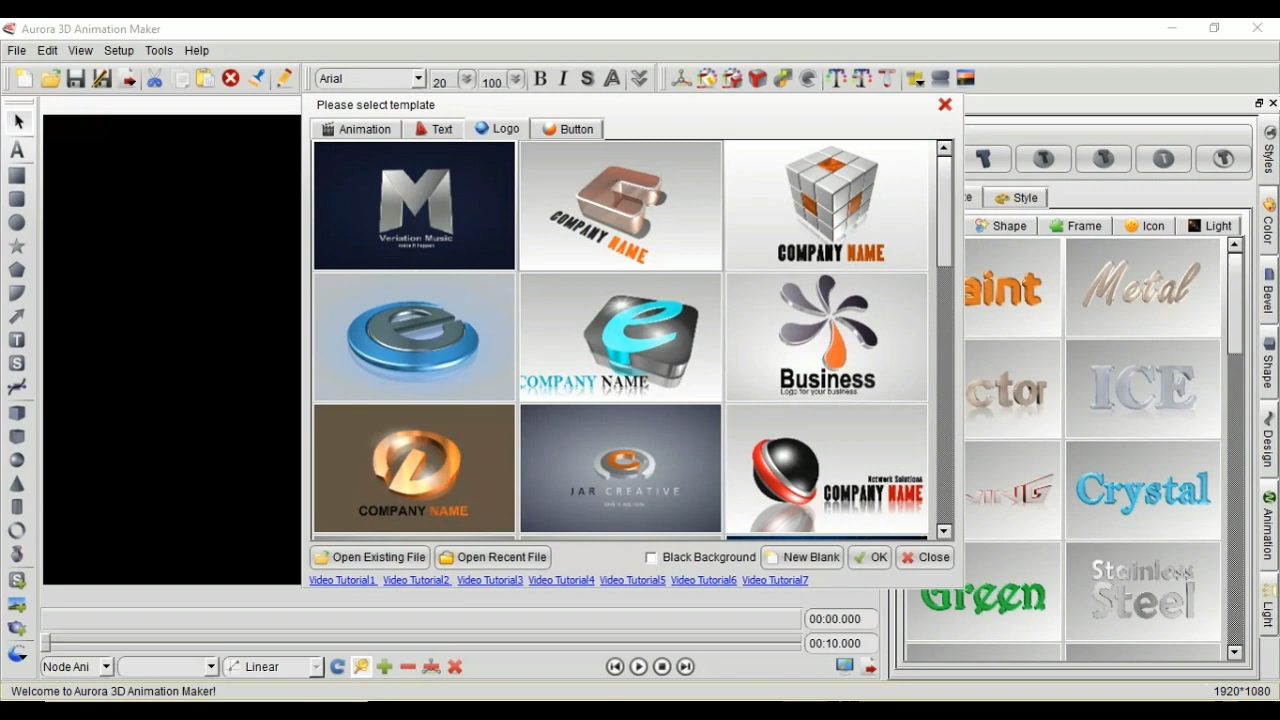 Aurora 3D Animation Maker
File Edit View Setup Tools Help
Arial 20 100 B I S A
Please select template
Animation Text Logo Button
Style
Shape Frame Icon Light
Styles
Color
Bevel
Shape
Design
Animation
Light
M
Veriation Music
COMPANY NAME
COMPANY NAME
e
e
COMPANY NAME
Business
Logo for your business
COMPANY NAME
JAR CREATIVE
Network Solutions
COMPANY NAME
aint Metal
ctor ICE
Crystal
Green Stainless
Steel
Open Existing File Open Recent File Black Background New Blank OK Close
Video Tutorial1 Video Tutorial2 Video Tutorial3 Video Tutorial4 Video Tutorial5 Video Tutorial6 Video Tutorial7
00:00.000
00:10.000
Node Ani Linear
Welcome to Aurora 3D Animation Maker! 1920*1080